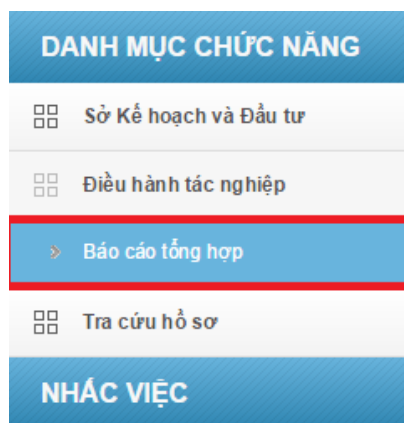 DANH MỤC CHỨC NĂNG
Sở Kế hoạch và Đầu tư
Điều hành tác nghiệp
Báo cáo tổng hợp
Tra cứu hồ sơ
NHẮC VIỆC